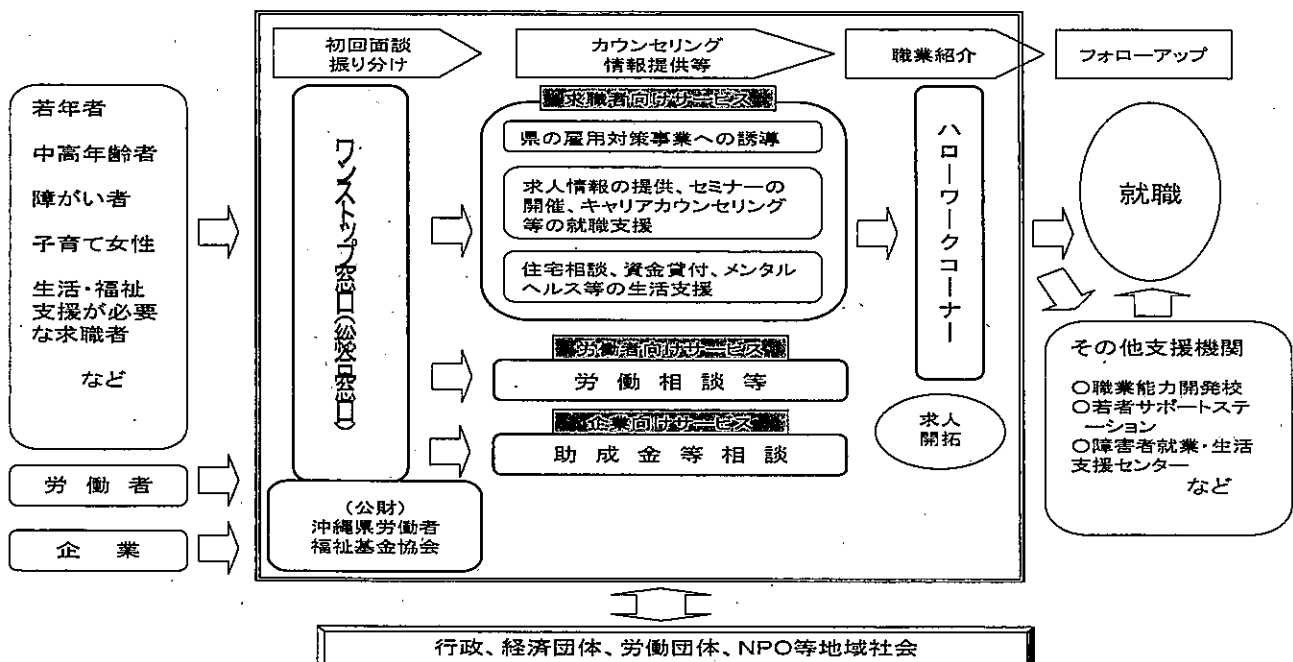 初回面談
振り分け
カウンセリング
情報提供等
職業紹介
フォローアップ
若年者
中高年齢者
障がい者
子育て女性
生活・福祉
支援が必要
な求職者
など
労働者
企業
ワンストップ窓口(総合窓口)
(公財)
沖縄県労働者
福祉基金協会
求職者向けサービス
県の雇用対策事業への誘導
求人情報の提供、セミナーの
開催、キャリアカウンセリング
等の就職支援
住宅相談、資金貸付、メンタル
ヘルス等の生活支援
労働者向けサービス
労働相談等
企業向けサービス
助成金等相談
ハローワークコーナー
求人
開拓
就職
その他支援機関
○職業能力開発校
○若者サポートステ
ーション
○障害者就業・生活
支援センター
など
行政、経済団体、労働団体、NPO等地域社会